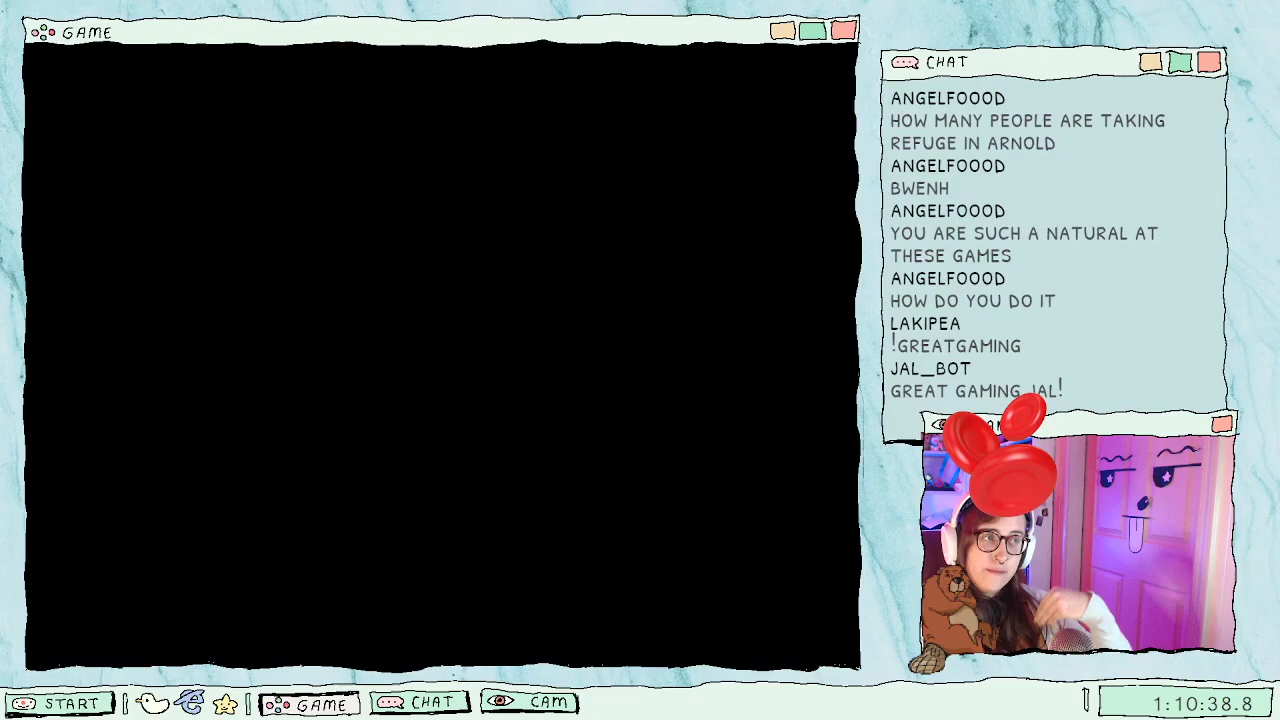 GAME
CHAT
ANGELFOOOD
HOW MANY PEOPLE ARE TAKING
REFUGE IN ARNOLD
ANGELFOOOD
BWENH
ANGELFOOOD
YOU ARE SUCH A NATURAL AT
THESE GAMES
ANGELFOOOD
HOW DO YOU DO IT
LAKIPEA
!GREATGAMING
JAL_BOT
GREAT GAMING JAL!
START
GAME
CHAT
CAM
1:10:38.8